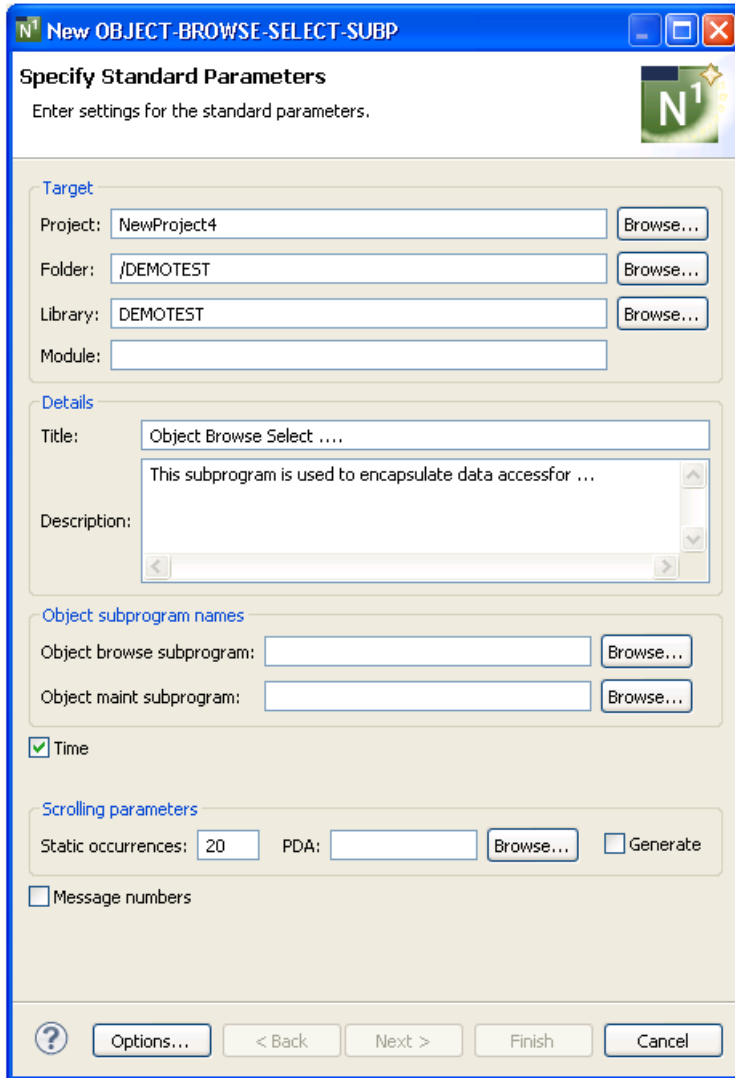 N1 New OBJECT-BROWSE-SELECT-SUBP
Specify Standard Parameters
Enter settings for the standard parameters.
N1
Target
Project: NewProject4 Browse...
Folder: /DEMOTEST Browse...
Library: DEMOTEST Browse...
Module:
Details
Title: Object Browse Select ....
This subprogram is used to encapsulate data accessfor ...
Description:
Object subprogram names
Object browse subprogram: Browse...
Object maint subprogram: Browse...
Time
Scrolling parameters
Static occurrences: 20 PDA: Browse... Generate
Message numbers
? Options... < Back Next > Finish Cancel